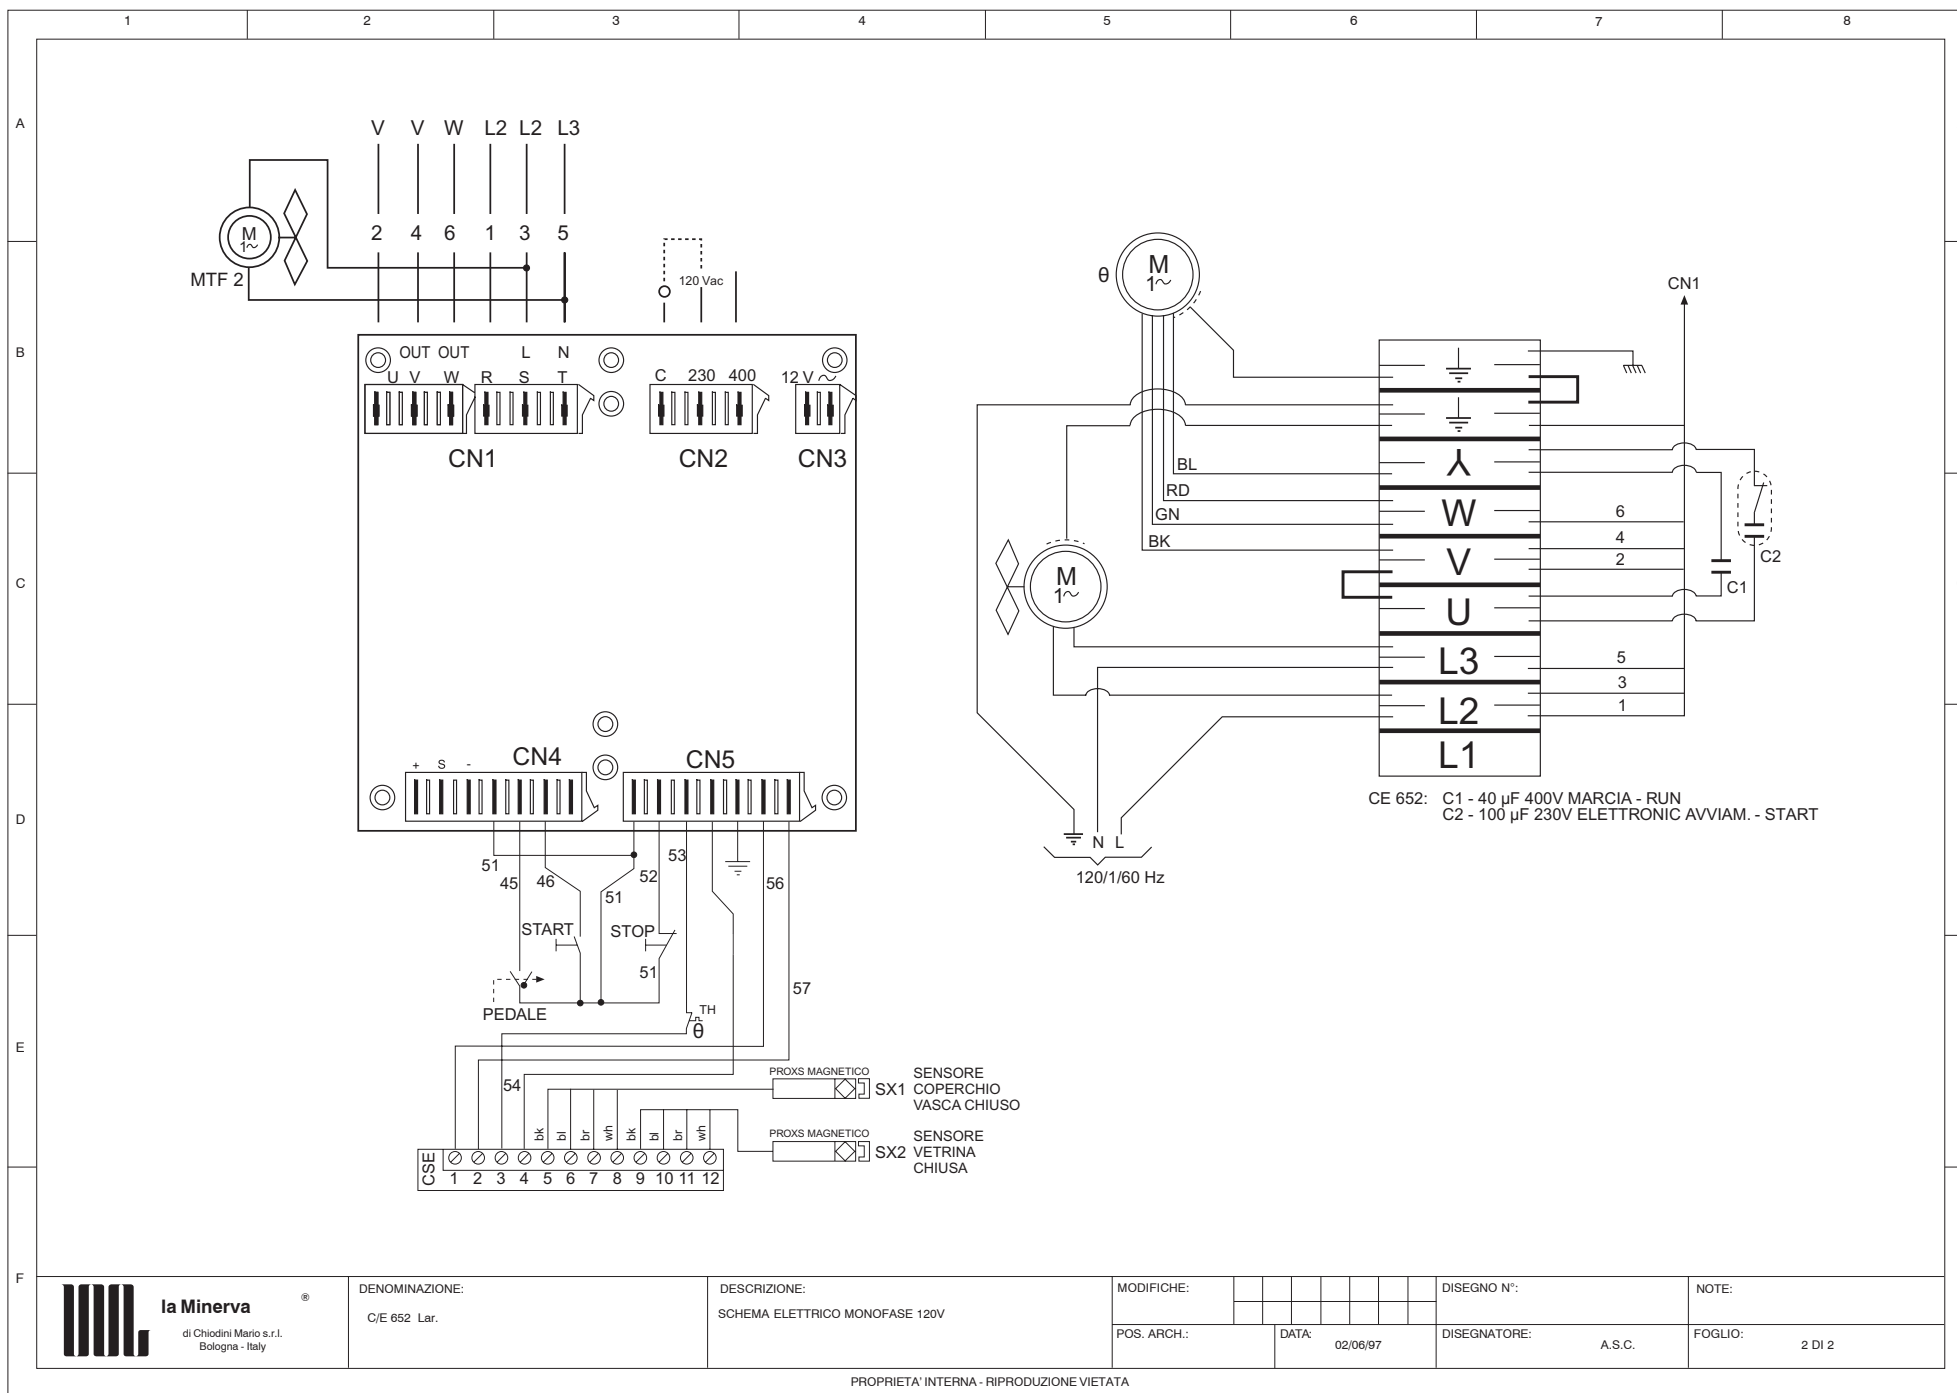 1 2 3 4 5 6 7 8
A
B
C
D
E
F
V V W L2 L2 L3
2 4 6 1 3 5
M
1~
MTF 2
120 Vac
OUT OUT L N
U V W R S T
C 230 400
12 V ~
CN1
CN2
CN3
+ S -
CN4
CN5
51
45
46
51
52
53
56
START
STOP
51
57
PEDALE
TH
θ
54
bk bl br wh bk bl br wh
CSE
1 2 3 4 5 6 7 8 9 10 11 12
PROXS MAGNETICO
SX1
SENSORE
COPERCHIO
VASCA CHIUSO
PROXS MAGNETICO
SX2
SENSORE
VETRINA
CHIUSA
θ
M
1~
CN1
BL
RD
GN
BK
M
1~
Y
W
V
U
L3
L2
L1
6
4
2
5
3
1
C1
C2
N L
120/1/60 Hz
CE 652: C1 - 40 µF 400V MARCIA - RUN
C2 - 100 µF 230V ELETTRONIC AVVIAM. - START
la Minerva ®
di Chiodini Mario s.r.l.
Bologna - Italy
DENOMINAZIONE:
C/E 652 Lar.
DESCRIZIONE:
SCHEMA ELETTRICO MONOFASE 120V
MODIFICHE:
POS. ARCH.:
DATA:
02/06/97
DISEGNO N°:
DISEGNATORE:
A.S.C.
NOTE:
FOGLIO:
2 DI 2
PROPRIETA' INTERNA - RIPRODUZIONE VIETATA